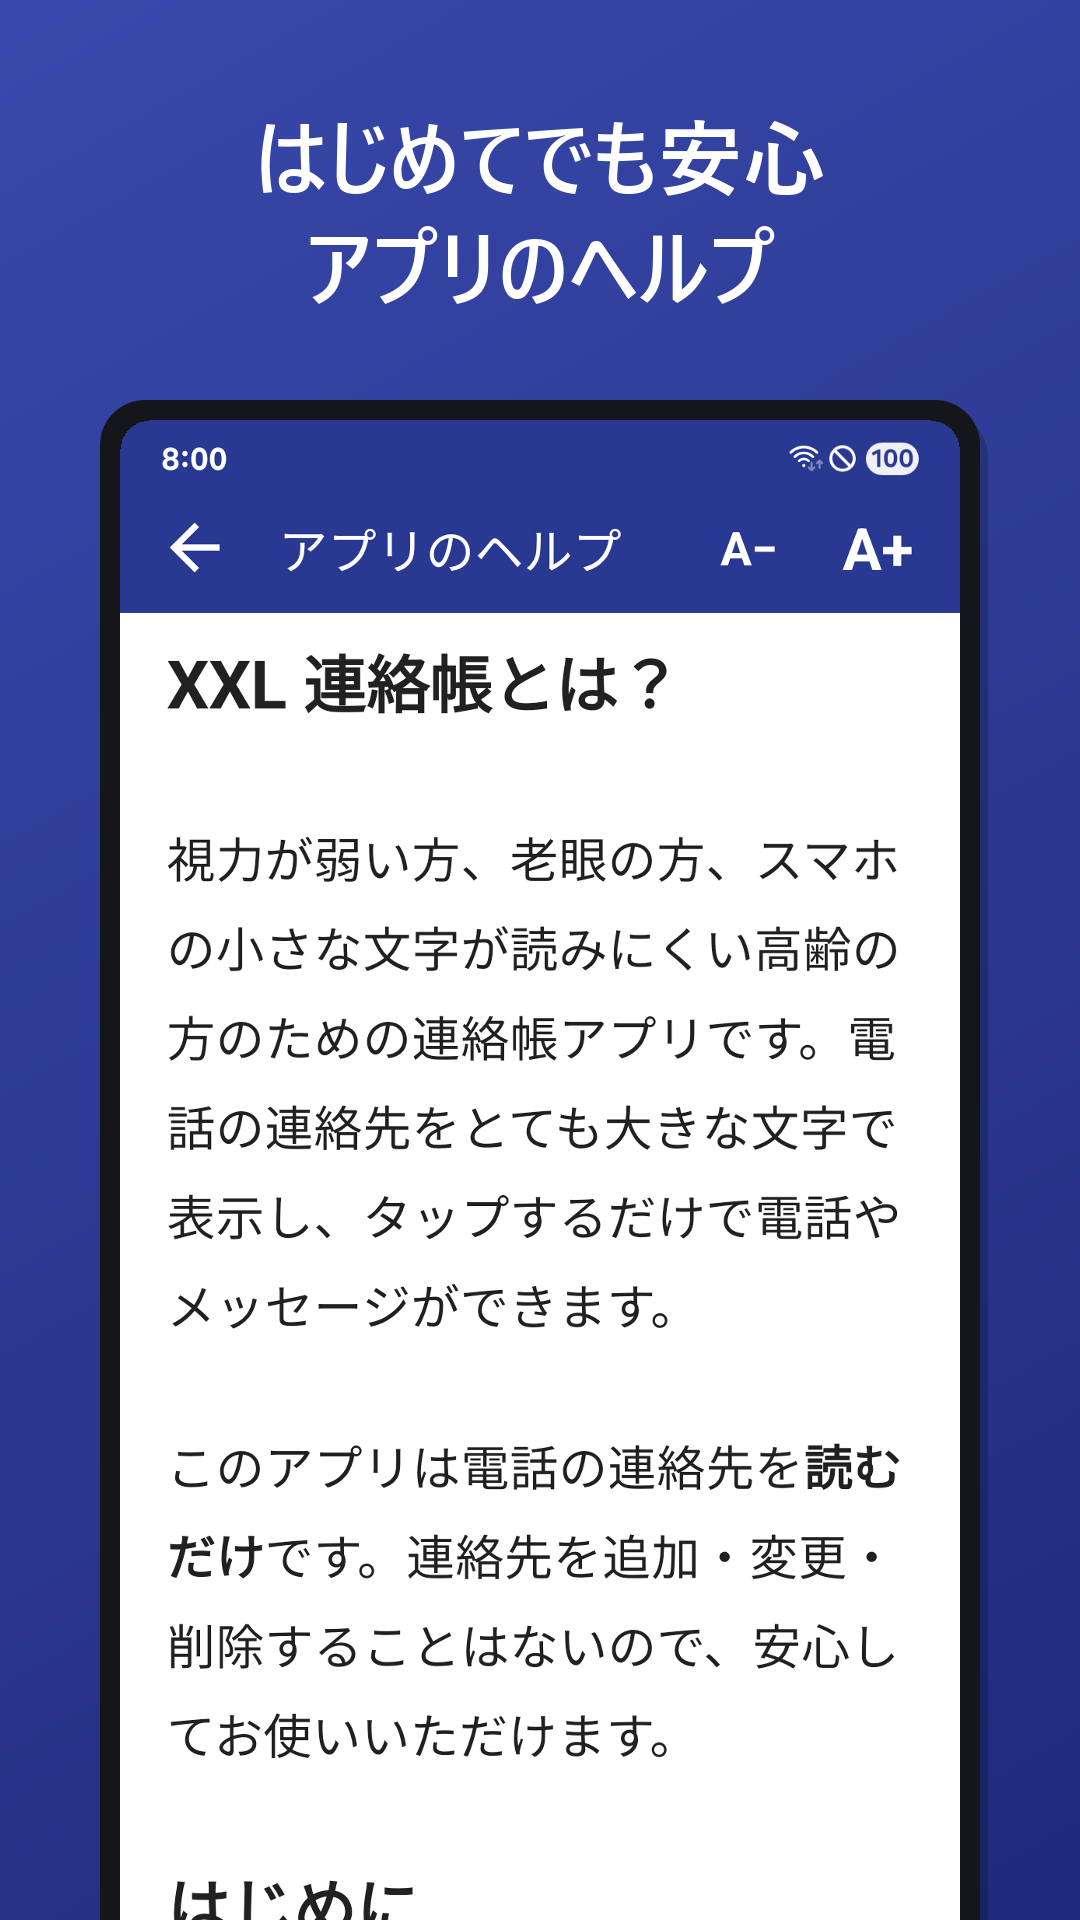 はじめてでも安心
アプリのヘルプ
8:00
100
アプリのヘルプ
A−
A+
XXL 連絡帳とは？
視力が弱い方、老眼の方、スマホ
の小さな文字が読みにくい高齢の
方のための連絡帳アプリです。電
話の連絡先をとても大きな文字で
表示し、タップするだけで電話や
メッセージができます。
このアプリは電話の連絡先を読む
だけです。連絡先を追加・変更・
削除することはないので、安心し
てお使いいただけます。
はじめに